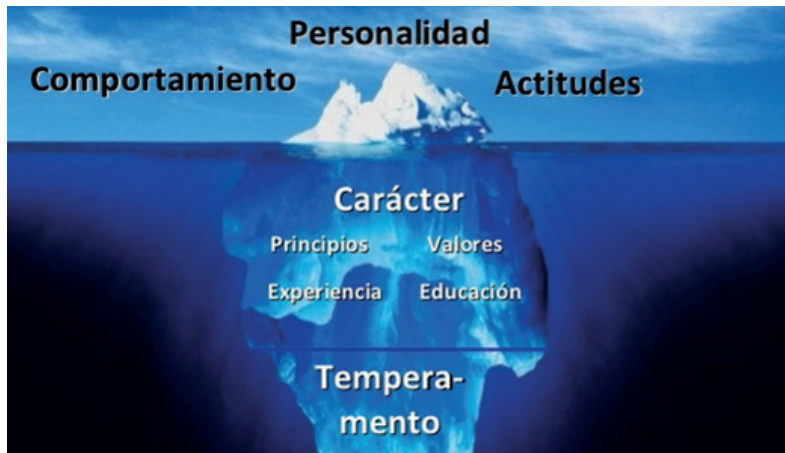 Personalidad
Comportamiento
Actitudes
Carácter
Principios Valores
Experiencia Educación
Tempera-
mento